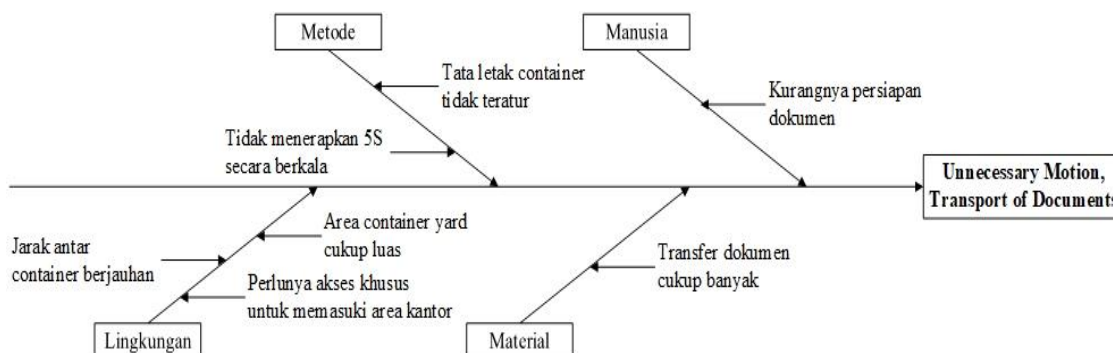 Metode
Manusia
Tata letak container
tidak teratur
Kurangnya persiapan
dokumen
Tidak menerapkan 5S
secara berkala
Unnecessary Motion,
Transport of Documents
Area container yard
cukup luas
Jarak antar
container berjauhan
Transfer dokumen
cukup banyak
Perlunya akses khusus
untuk memasuki area kantor
Lingkungan
Material